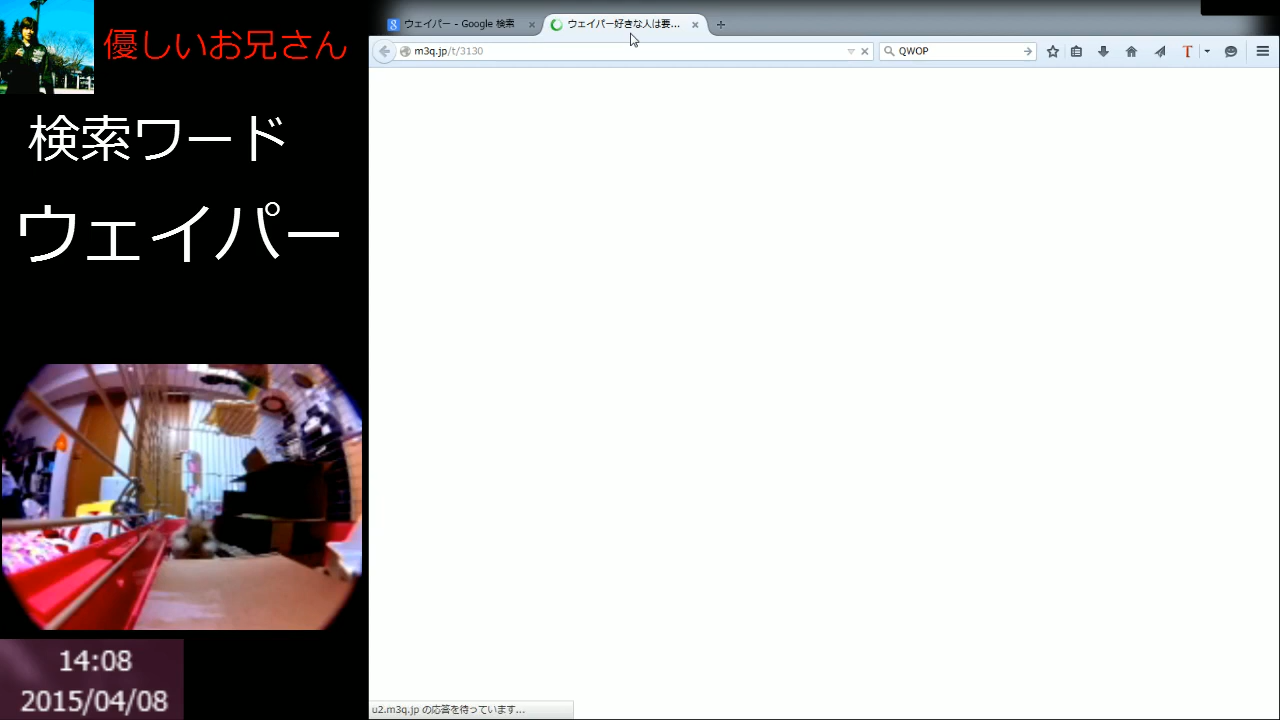 優しいお兄さん
検索ワード
ウェイパー
14:08
2015/04/08
ウェイパー - Google 検索
ウェイパー好きな人は要...
m3q.jp/t/3130
QWOP
u2.m3q.jp の応答を待っています...